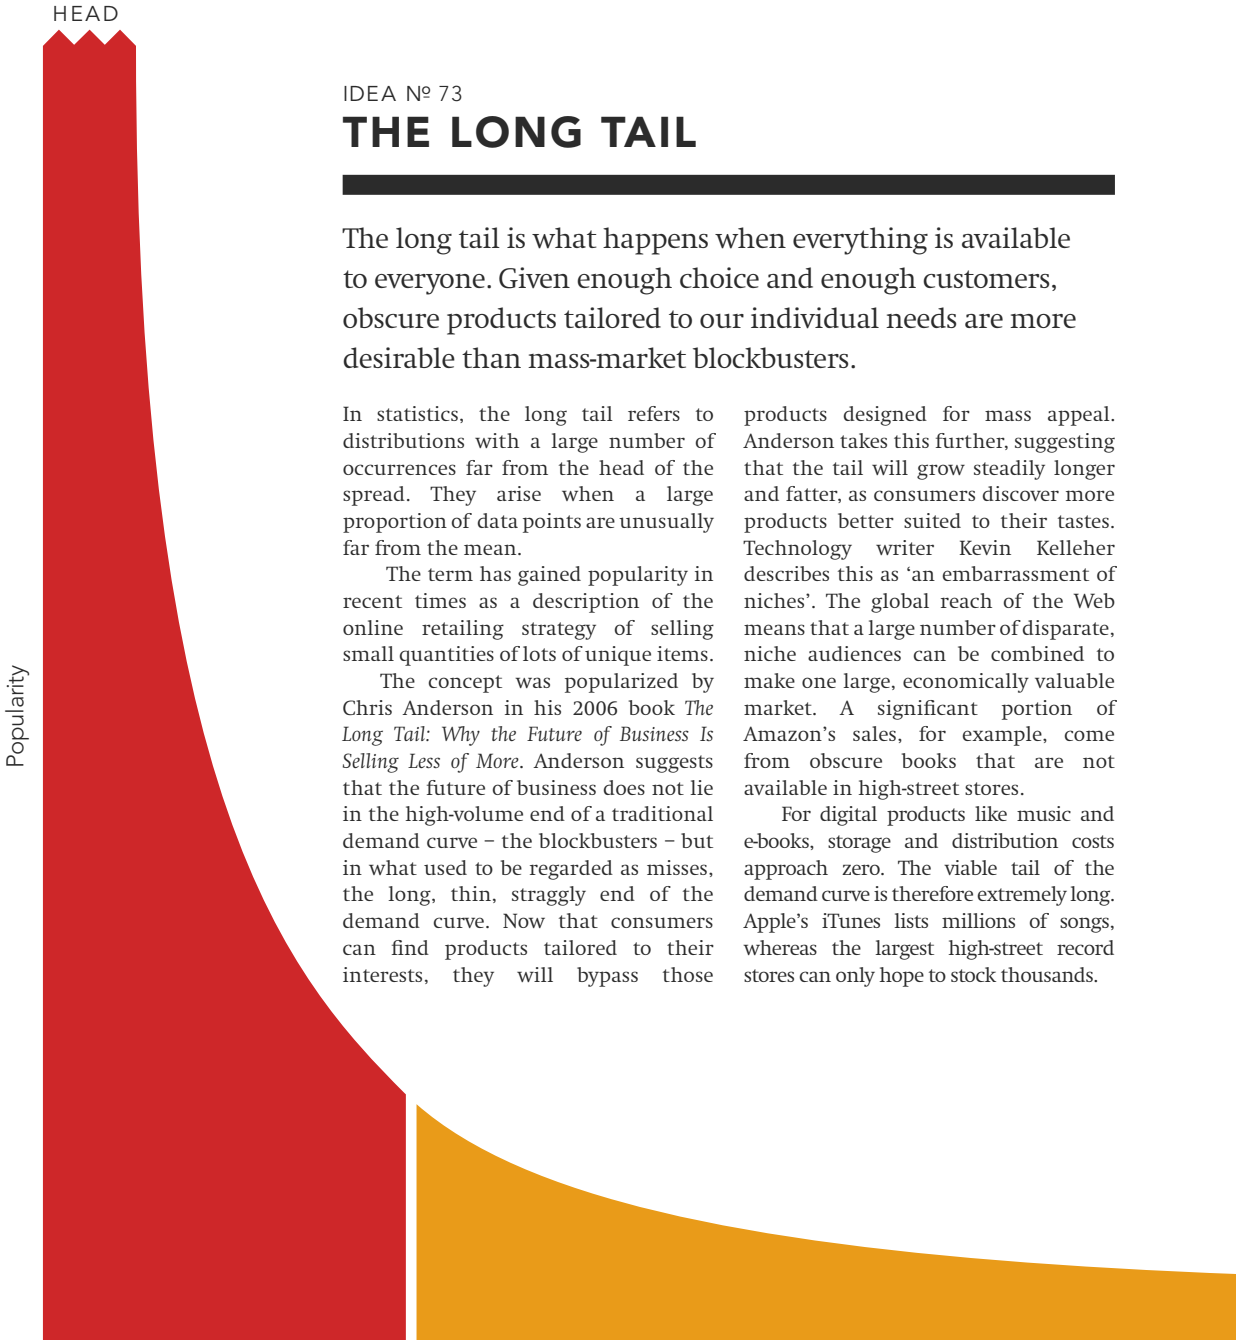 HEAD
IDEA Nº 73
THE LONG TAIL
The long tail is what happens when everything is available
to everyone. Given enough choice and enough customers,
obscure products tailored to our individual needs are more
desirable than mass-market blockbusters.
In statistics, the long tail refers to
distributions with a large number of
occurrences far from the head of the
spread. They arise when a large
proportion of data points are unusually
far from the mean.
The term has gained popularity in
recent times as a description of the
online retailing strategy of selling
small quantities of lots of unique items.
The concept was popularized by
Chris Anderson in his 2006 book The
Long Tail: Why the Future of Business Is
Selling Less of More. Anderson suggests
that the future of business does not lie
in the high-volume end of a traditional
demand curve – the blockbusters – but
in what used to be regarded as misses,
the long, thin, straggly end of the
demand curve. Now that consumers
can find products tailored to their
interests, they will bypass those
products designed for mass appeal.
Anderson takes this further, suggesting
that the tail will grow steadily longer
and fatter, as consumers discover more
products better suited to their tastes.
Technology writer Kevin Kelleher
describes this as ‘an embarrassment of
niches’. The global reach of the Web
means that a large number of disparate,
niche audiences can be combined to
make one large, economically valuable
market. A significant portion of
Amazon’s sales, for example, come
from obscure books that are not
available in high-street stores.
For digital products like music and
e-books, storage and distribution costs
approach zero. The viable tail of the
demand curve is therefore extremely long.
Apple’s iTunes lists millions of songs,
whereas the largest high-street record
stores can only hope to stock thousands.
Popularity